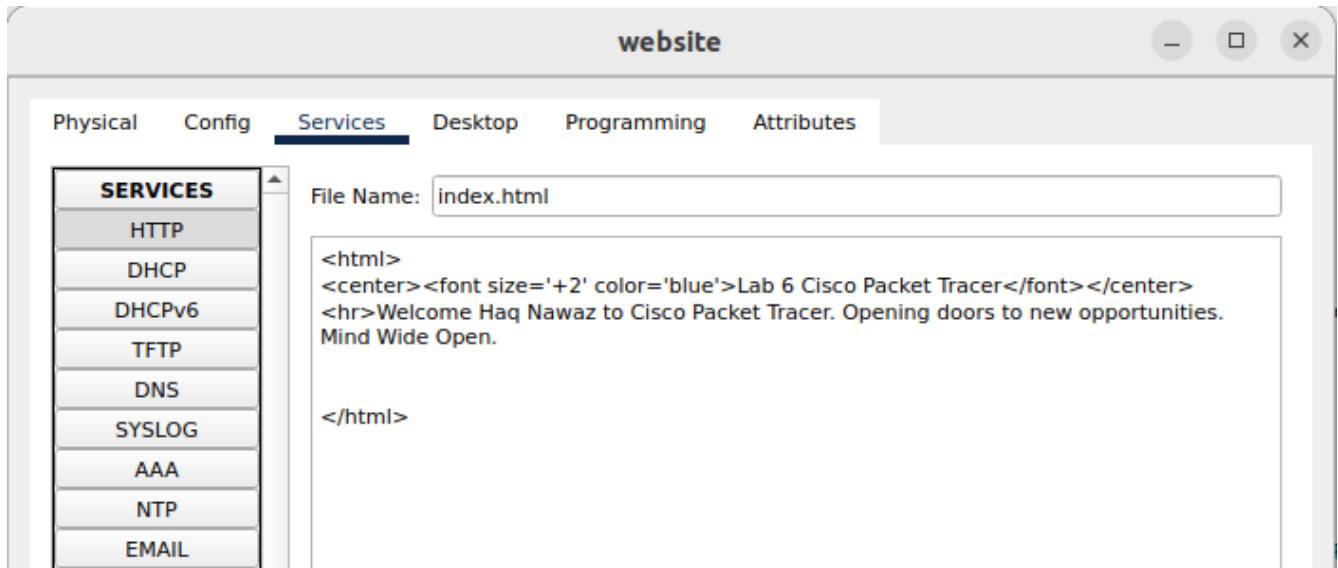 website
Physical Config Services Desktop Programming Attributes
SERVICES
HTTP
DHCP
DHCPv6
TFTP
DNS
SYSLOG
AAA
NTP
EMAIL
File Name: index.html
<html>
<center><font size='+2' color='blue'>Lab 6 Cisco Packet Tracer</font></center>
<hr>Welcome Haq Nawaz to Cisco Packet Tracer. Opening doors to new opportunities.
Mind Wide Open.
</html>